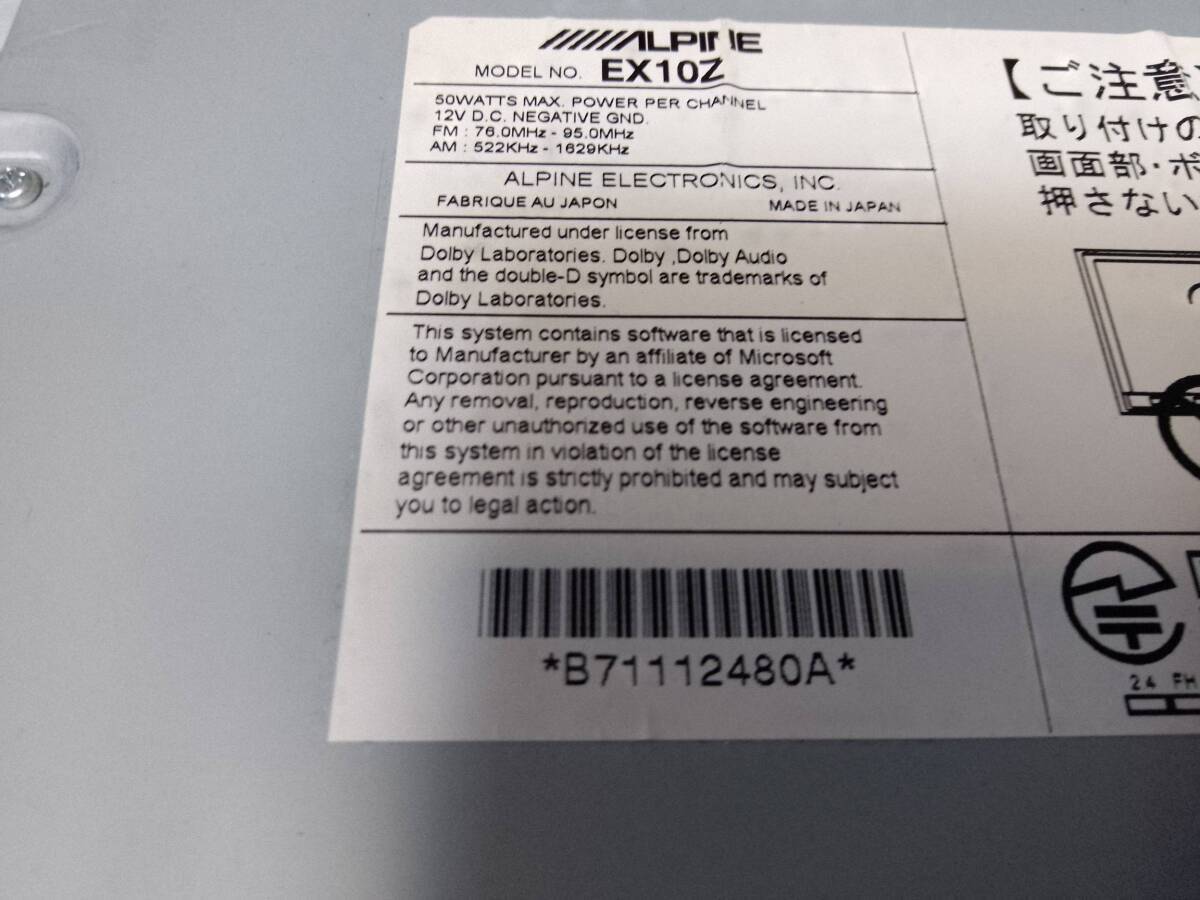 ALPINE
MODEL NO. EX10Z
50WATTS MAX. POWER PER CHANNEL
12V D.C. NEGATIVE GND.
FM : 76.0MHz - 95.0MHz
AM : 522KHz - 1629KHz
ALPINE ELECTRONICS, INC.
FABRIQUE AU JAPON MADE IN JAPAN
Manufactured under license from
Dolby Laboratories. Dolby ,Dolby Audio
and the double-D symbol are trademarks of
Dolby Laboratories.
This system contains software that is licensed
to Manufacturer by an affiliate of Microsoft
Corporation pursuant to a license agreement.
Any removal, reproduction, reverse engineering
or other unauthorized use of the software from
this system in violation of the license
agreement is strictly prohibited and may subject
you to legal action.
*B71112480A*
【ご注意】
取り付けの
画面部・ボ
押さない
2.4 FH